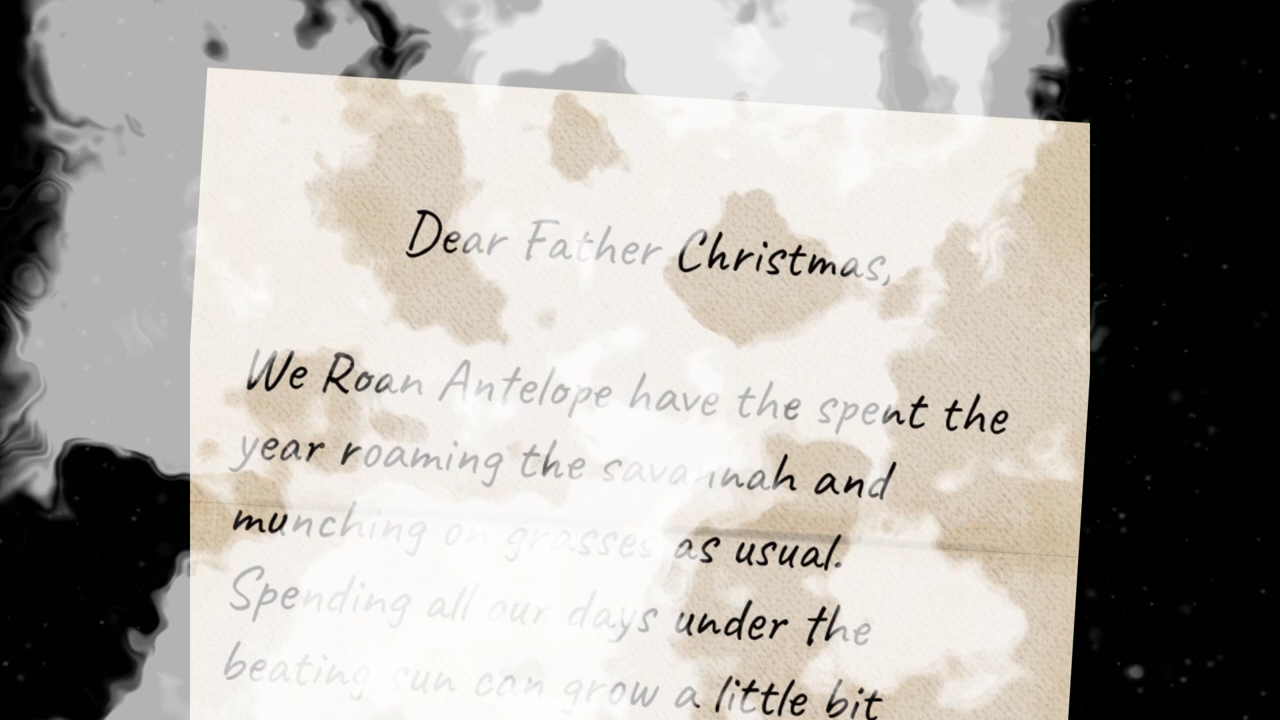 Dear Father Christmas,
We Roan Antelope have the spent the
year roaming the savannah and
munching on grasses as usual.
Spending all our days under the
beating sun can grow a little bit